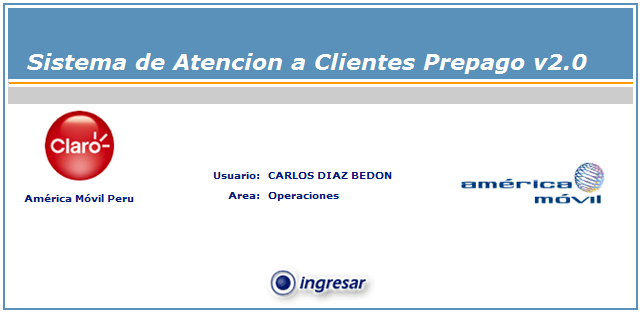 Sistema de Atencion a Clientes Prepago v2.0
Claro
América Móvil Peru
Usuario: CARLOS DIAZ BEDON
Area: Operaciones
américa
móvil
ingresar